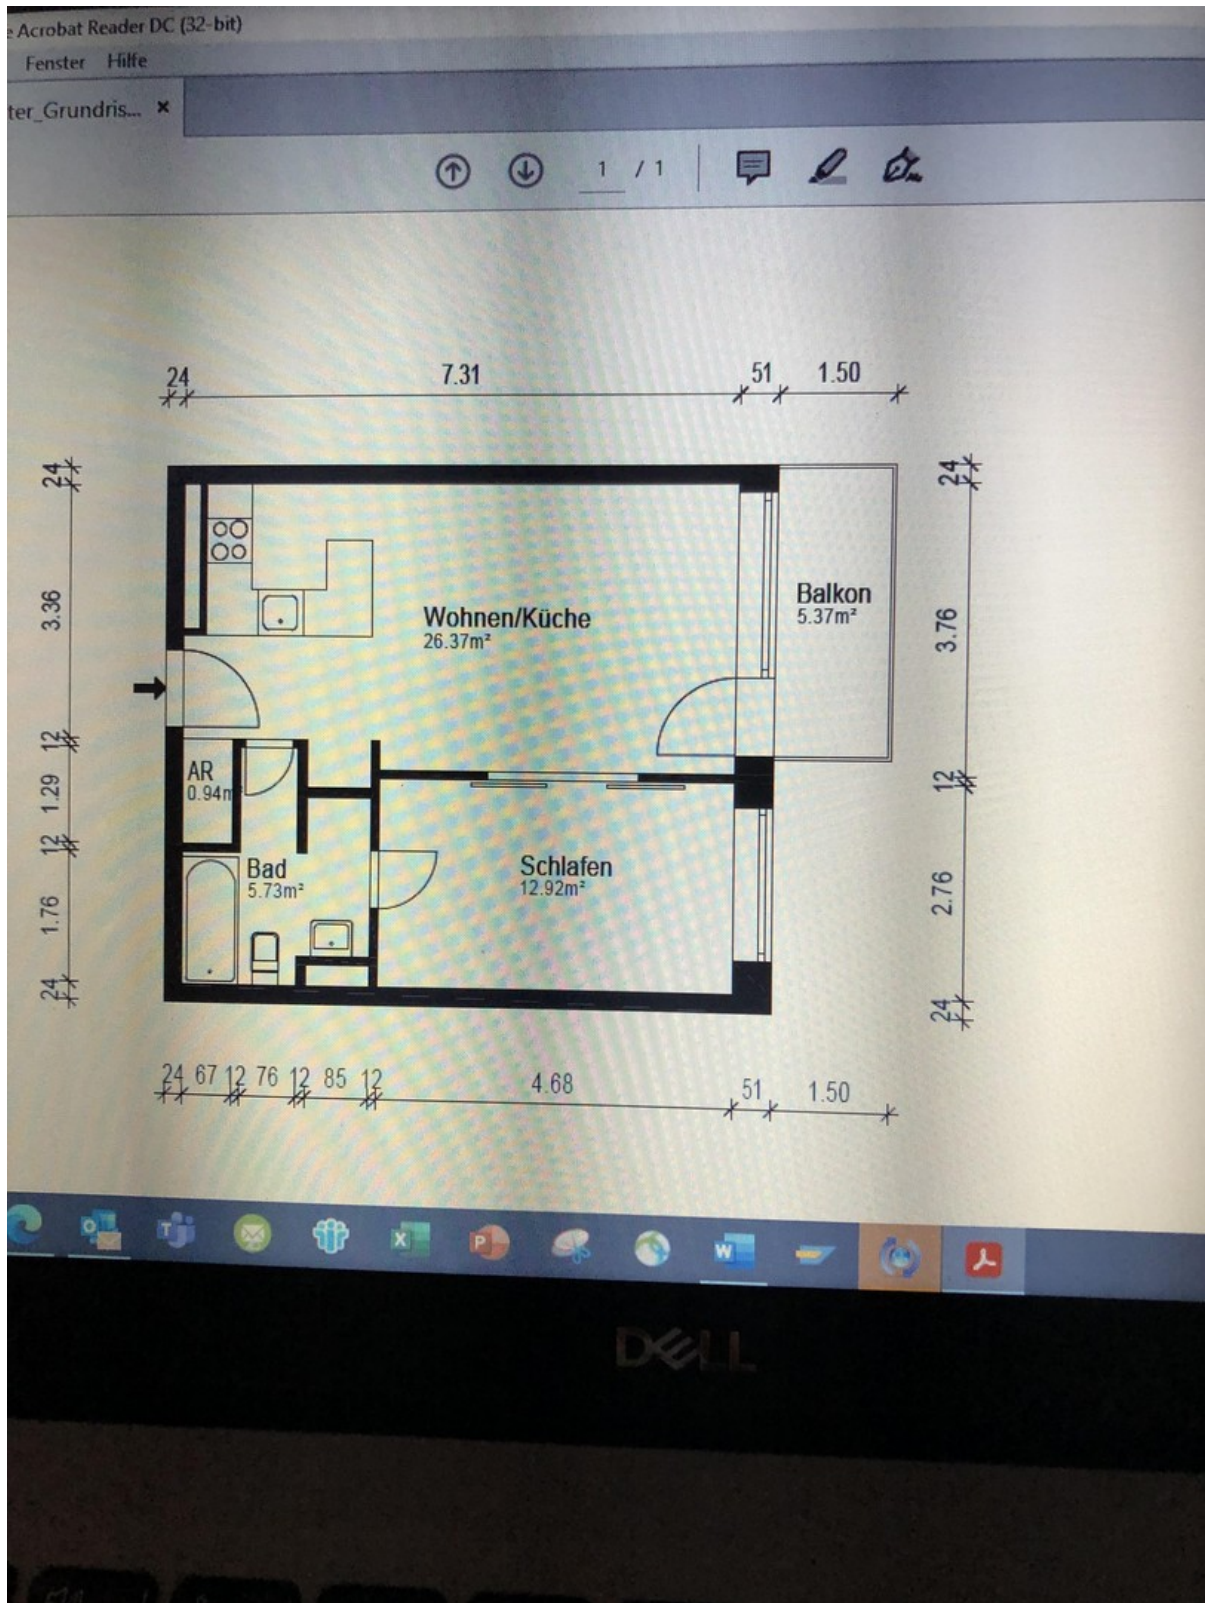 Acrobat Reader DC (32-bit)
Fenster Hilfe
ter_Grundris... ×
1 / 1
24 7.31 51 1.50
24
3.36
12
1.29
12
1.76
24
Wohnen/Küche
26.37m²
Balkon
5.37m²
AR
0.94m
Bad
5.73m²
Schlafen
12.92m²
24
3.76
12
2.76
24
24 67 12 76 12 85 12 4.68 51 1.50
DELL